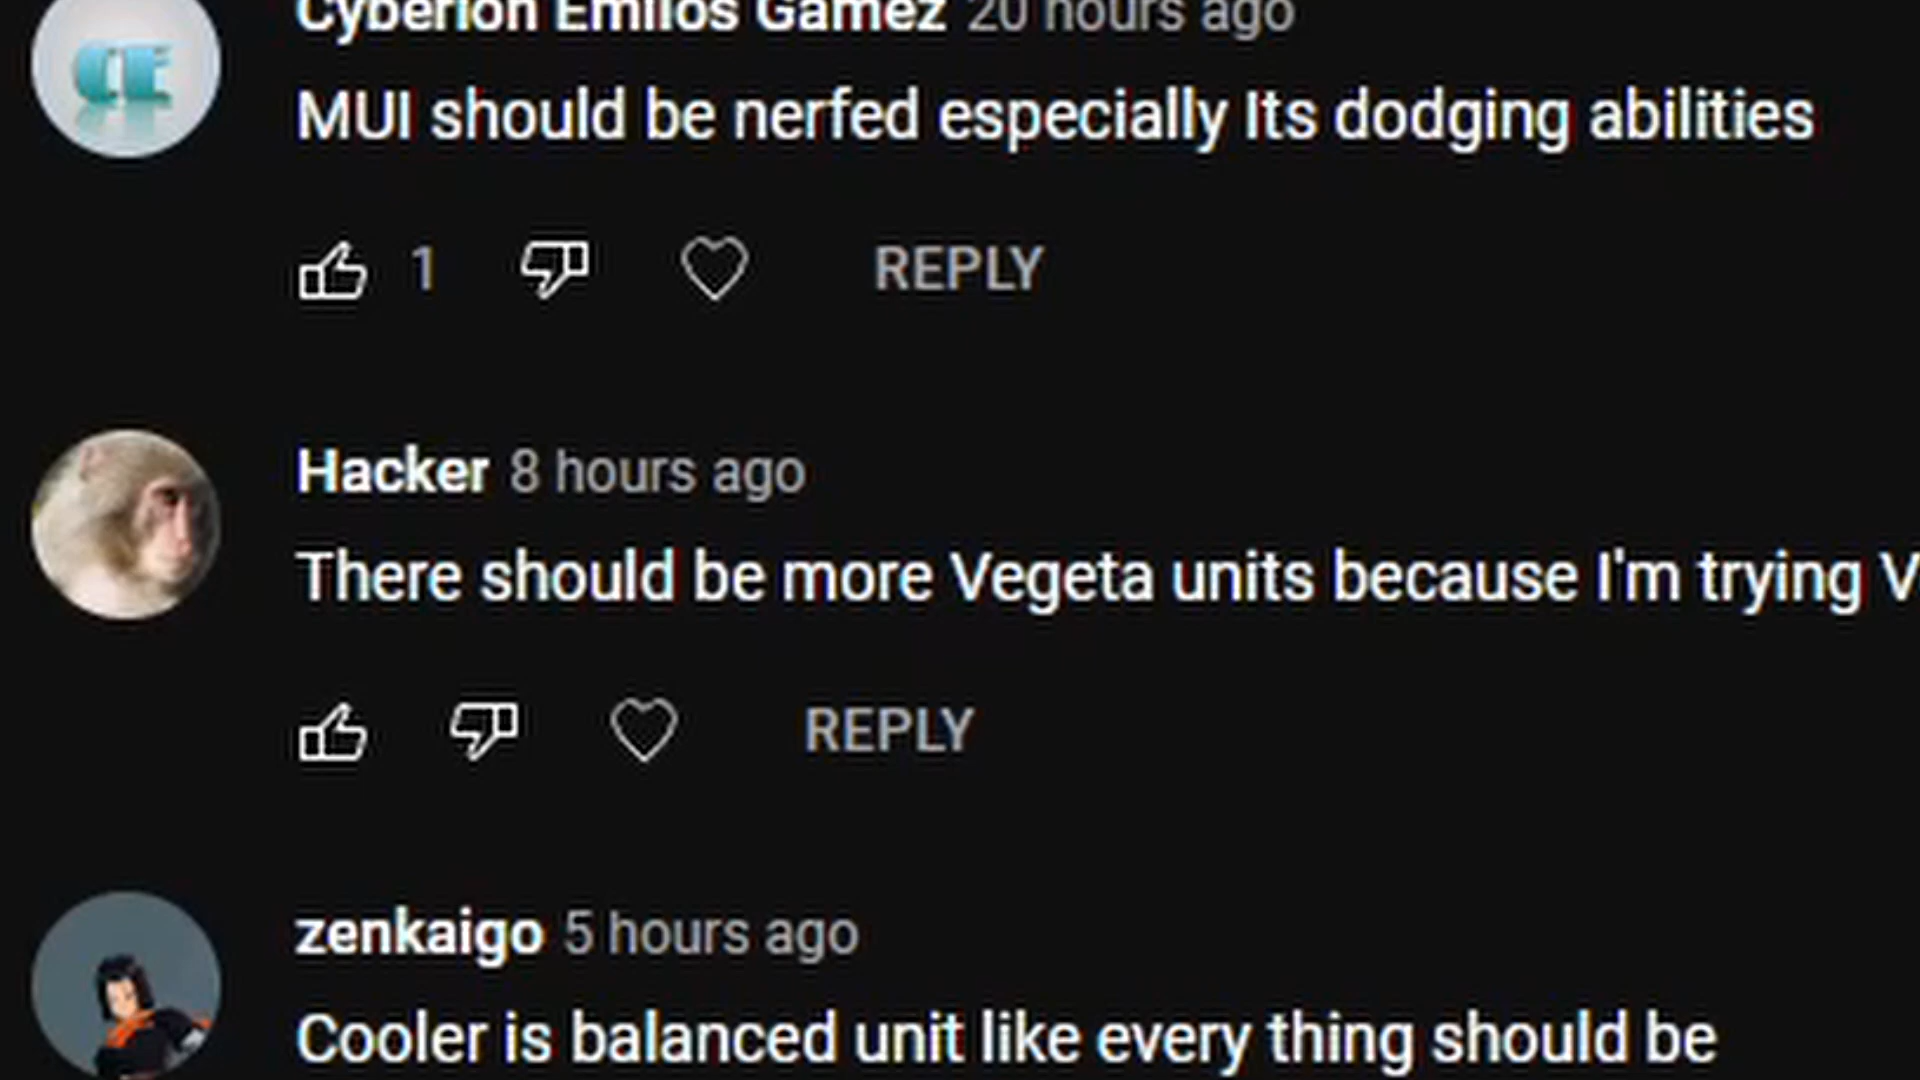 Cyberion Emilos Gamez 20 hours ago
CE
MUI should be nerfed especially Its dodging abilities
1 REPLY
Hacker 8 hours ago
There should be more Vegeta units because I'm trying V
REPLY
zenkaigo 5 hours ago
Cooler is balanced unit like every thing should be